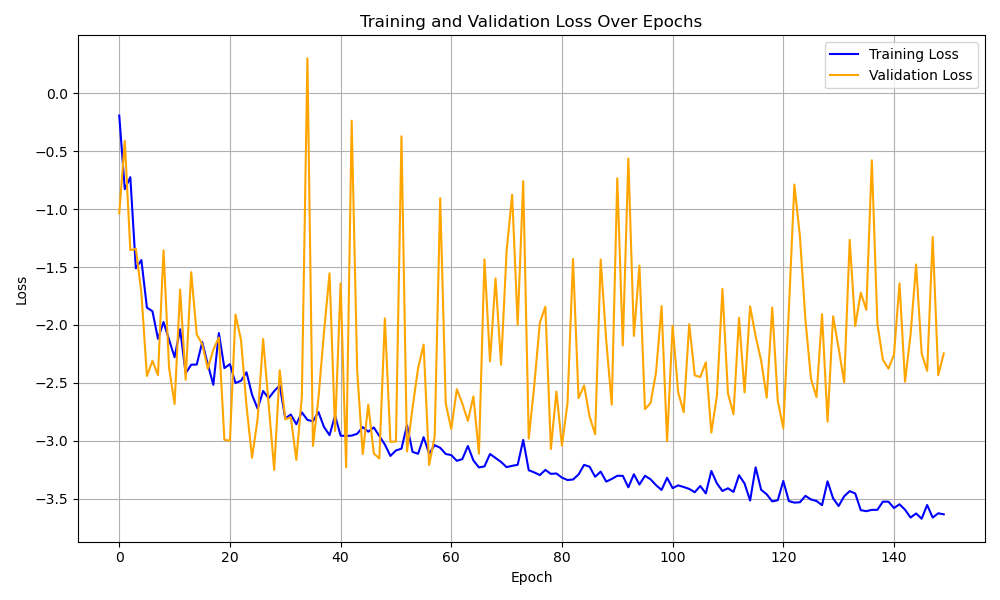 Training and Validation Loss Over Epochs
Training Loss
Validation Loss
0.0
−0.5
−1.0
−1.5
−2.0
−2.5
−3.0
−3.5
Loss
0 20 40 60 80 100 120 140
Epoch